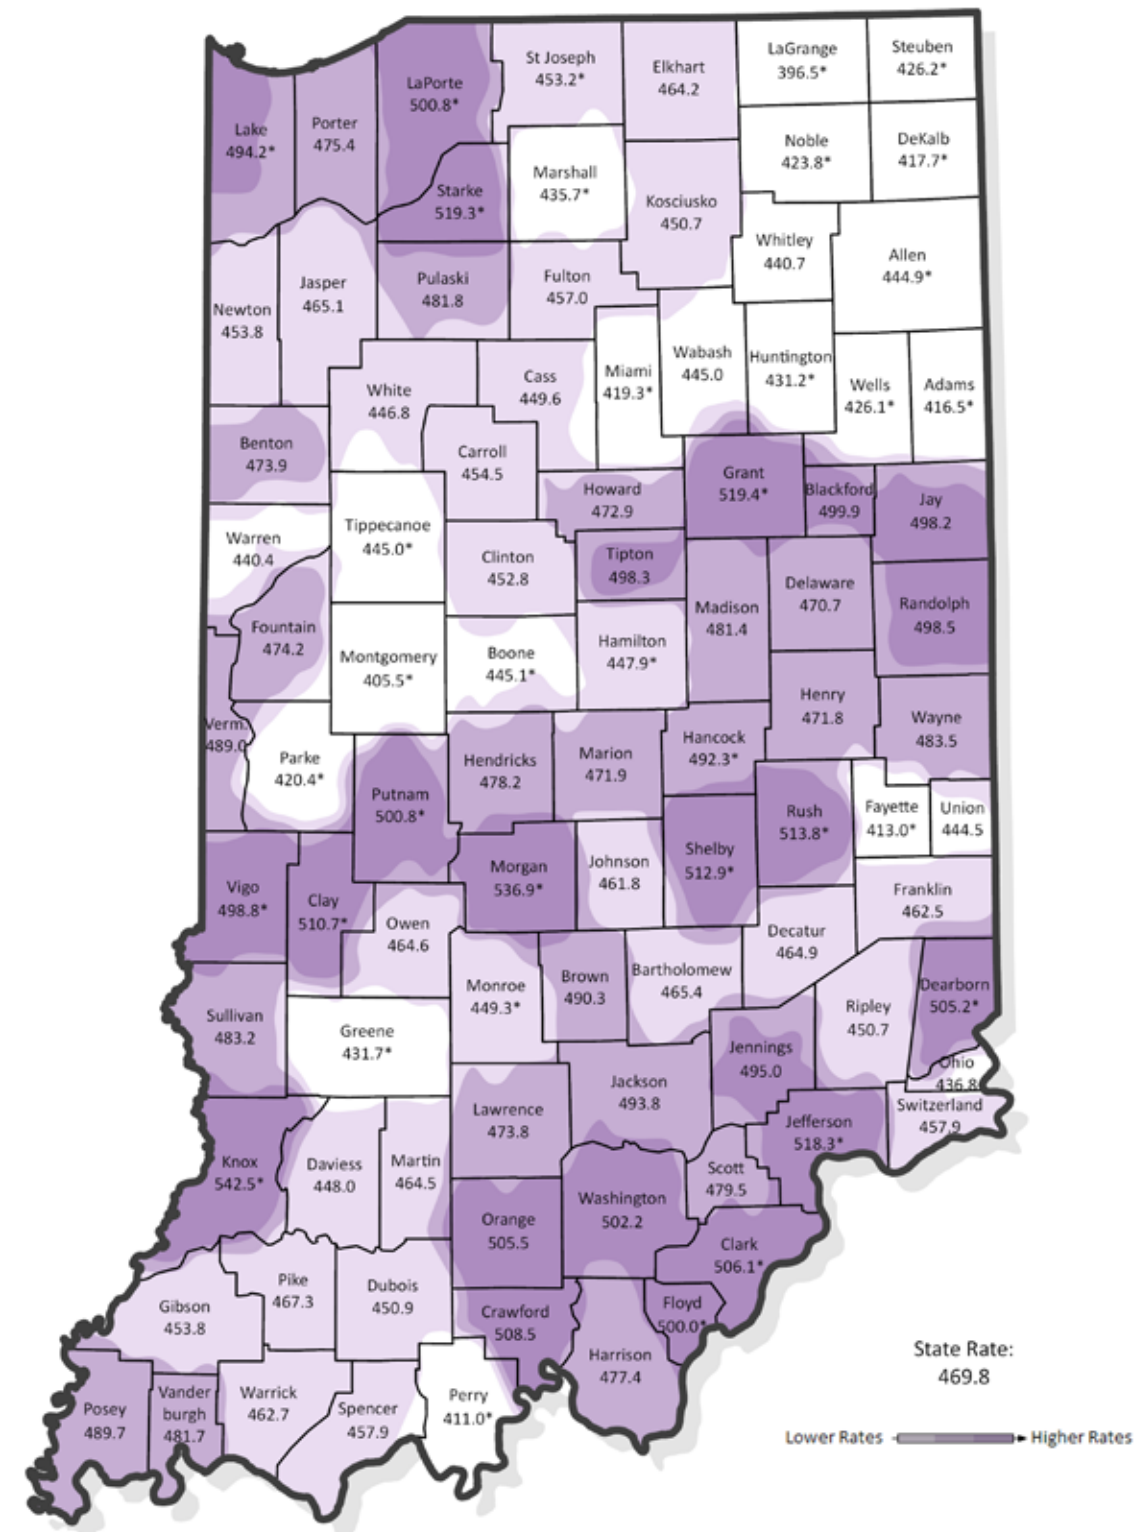 LaGrange
396.5*
Steuben
426.2*
St Joseph
453.2*
Elkhart
464.2
LaPorte
500.8*
Lake
494.2*
Porter
475.4
Noble
423.8*
DeKalb
417.7*
Marshall
435.7*
Starke
519.3*
Kosciusko
450.7
Whitley
440.7
Allen
444.9*
Pulaski
481.8
Fulton
457.0
Jasper
465.1
Newton
453.8
Wabash
445.0
Huntington
431.2*
Miami
419.3*
Wells
426.1*
Adams
416.5*
White
446.8
Cass
449.6
Benton
473.9
Carroll
454.5
Grant
519.4*
Howard
472.9
Blackford
499.9
Jay
498.2
Tippecanoe
445.0*
Warren
440.4
Clinton
452.8
Tipton
498.3
Delaware
470.7
Madison
481.4
Randolph
498.5
Fountain
474.2
Hamilton
447.9*
Boone
445.1*
Montgomery
405.5*
Henry
471.8
Wayne
483.5
Verm.
489.0
Parke
420.4*
Hendricks
478.2
Marion
471.9
Hancock
492.3*
Putnam
500.8*
Rush
513.8*
Fayette
413.0*
Union
444.5
Morgan
536.9*
Johnson
461.8
Shelby
512.9*
Vigo
498.8*
Clay
510.7*
Franklin
462.5
Owen
464.6
Decatur
464.9
Monroe
449.3*
Brown
490.3
Bartholomew
465.4
Dearborn
505.2*
Ripley
450.7
Sullivan
483.2
Greene
431.7*
Jennings
495.0
Ohio
436.8
Jackson
493.8
Switzerland
457.9
Lawrence
473.8
Jefferson
518.3*
Knox
542.5*
Daviess
448.0
Martin
464.5
Scott
479.5
Washington
502.2
Orange
505.5
Clark
506.1*
Pike
467.3
Dubois
450.9
Gibson
453.8
Crawford
508.5
Floyd
500.0*
Harrison
477.4
State Rate:
469.8
Posey
489.7
Vander
burgh
481.7
Warrick
462.7
Spencer
457.9
Perry
411.0*
Lower Rates
Higher Rates